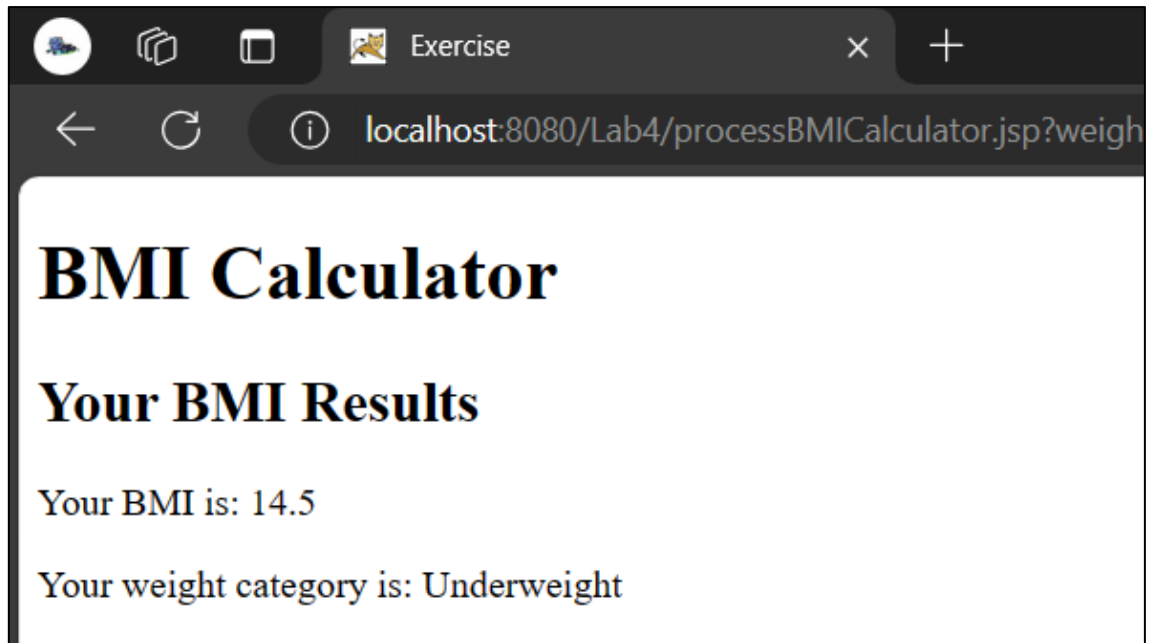 Exercise
localhost:8080/Lab4/processBMICalculator.jsp?weigh
BMI Calculator
Your BMI Results
Your BMI is: 14.5
Your weight category is: Underweight